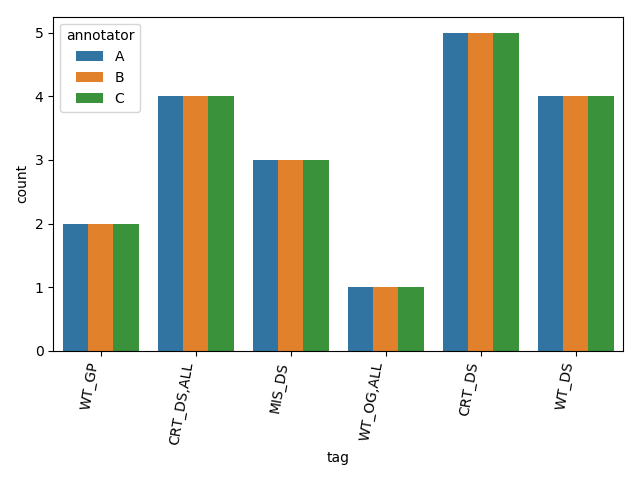 annotator
A
B
C
5
4
3
2
1
0
count
WT_GP
CRT_DS,ALL
MIS_DS
WT_OG,ALL
CRT_DS
WT_DS
tag